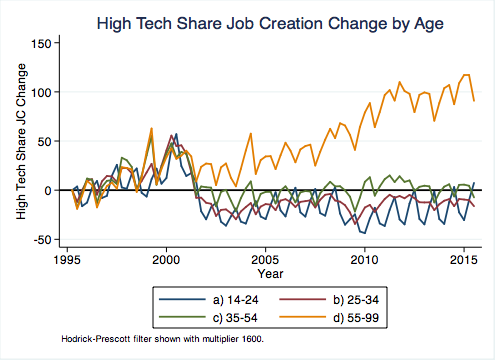 High Tech Share Job Creation Change by Age
High Tech Share JC Change
150
100
50
0
-50
1995
2000
2005
2010
2015
Year
a) 14-24
b) 25-34
c) 35-54
d) 55-99
Hodrick-Prescott filter shown with multiplier 1600.